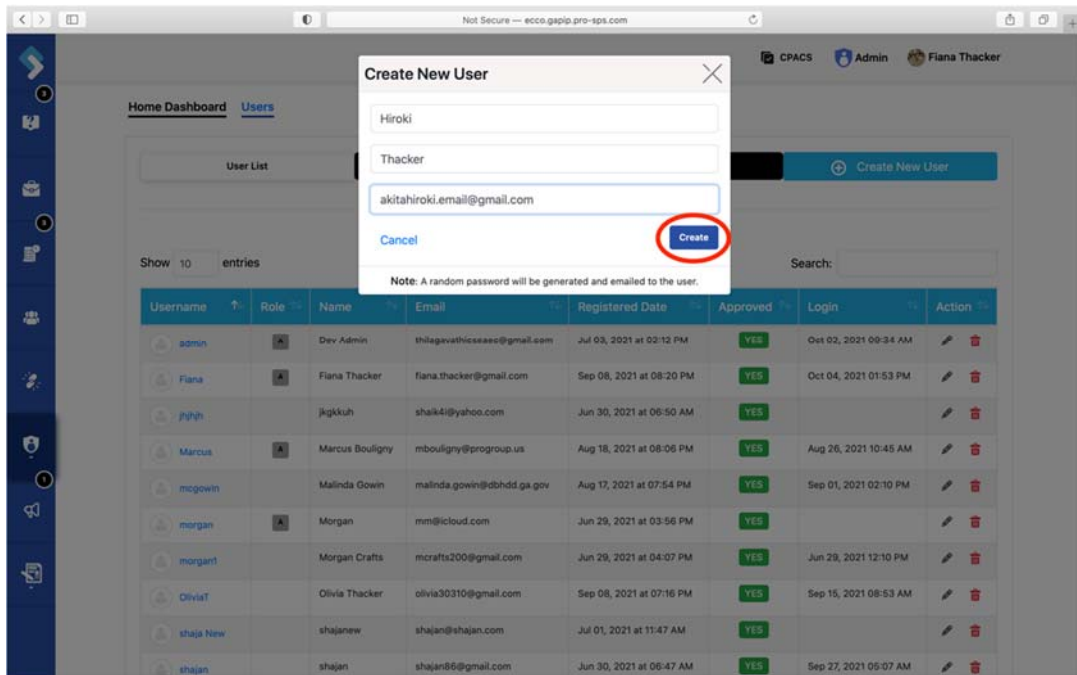 Not Secure — ecco.gapip.pro-sps.com
CPACS Admin Fiana Thacker
3
Create New User
Home Dashboard Users
Hiroki
Thacker
User List
Create New User
akitahiroki.email@gmail.com
3
Cancel Create
Show 10 entries Search:
Note: A random password will be generated and emailed to the user.
Username Role Name Email Registered Date Approved Login Action
admin A Dev Admin thilagavathicseaec@gmail.com Jul 03, 2021 at 02:12 PM YES Oct 02, 2021 09:34 AM
Fiana A Fiana Thacker fiana.thacker@gmail.com Sep 08, 2021 at 08:20 PM YES Oct 04, 2021 01:53 PM
jhjhjh jkgkkuh shaik4i@yahoo.com Jun 30, 2021 at 06:50 AM YES
Marcus A Marcus Bouligny mbouligny@progroup.us Aug 18, 2021 at 08:06 PM YES Aug 26, 2021 10:45 AM
1
mcgowin Malinda Gowin malinda.gowin@dbhdd.ga.gov Aug 17, 2021 at 07:54 PM YES Sep 01, 2021 02:10 PM
morgan A Morgan mm@icloud.com Jun 29, 2021 at 03:56 PM YES
morgan1 Morgan Crafts mcrafts200@gmail.com Jun 29, 2021 at 04:07 PM YES Jun 29, 2021 12:10 PM
OliviaT Olivia Thacker olivia30310@gmail.com Sep 08, 2021 at 07:16 PM YES Sep 15, 2021 08:53 AM
shaja New shajanew shajan@shajan.com Jul 01, 2021 at 11:47 AM YES
shajan shajan shajan86@gmail.com Jun 30, 2021 at 06:47 AM YES Sep 27, 2021 05:07 AM